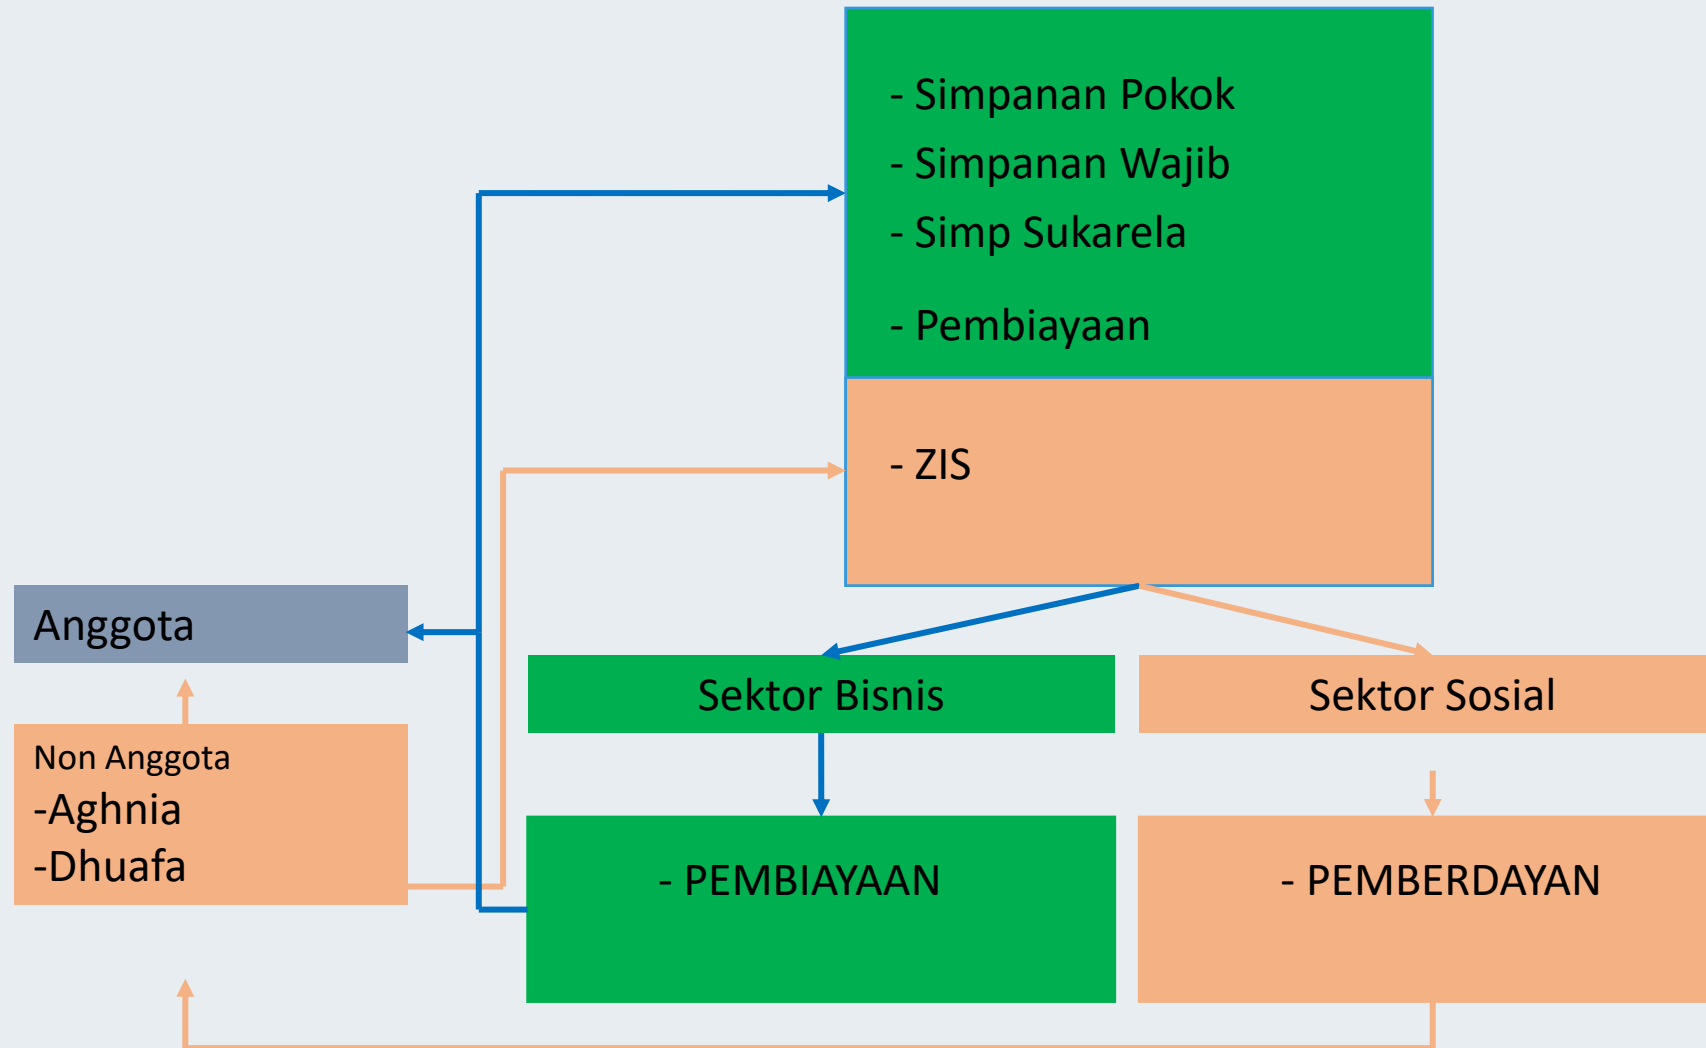 - Simpanan Pokok
- Simpanan Wajib
- Simp Sukarela
- Pembiayaan
- ZIS
Anggota
Non Anggota
-Aghnia
-Dhuafa
Sektor Bisnis
Sektor Sosial
- PEMBIAYAAN
- PEMBERDAYAN